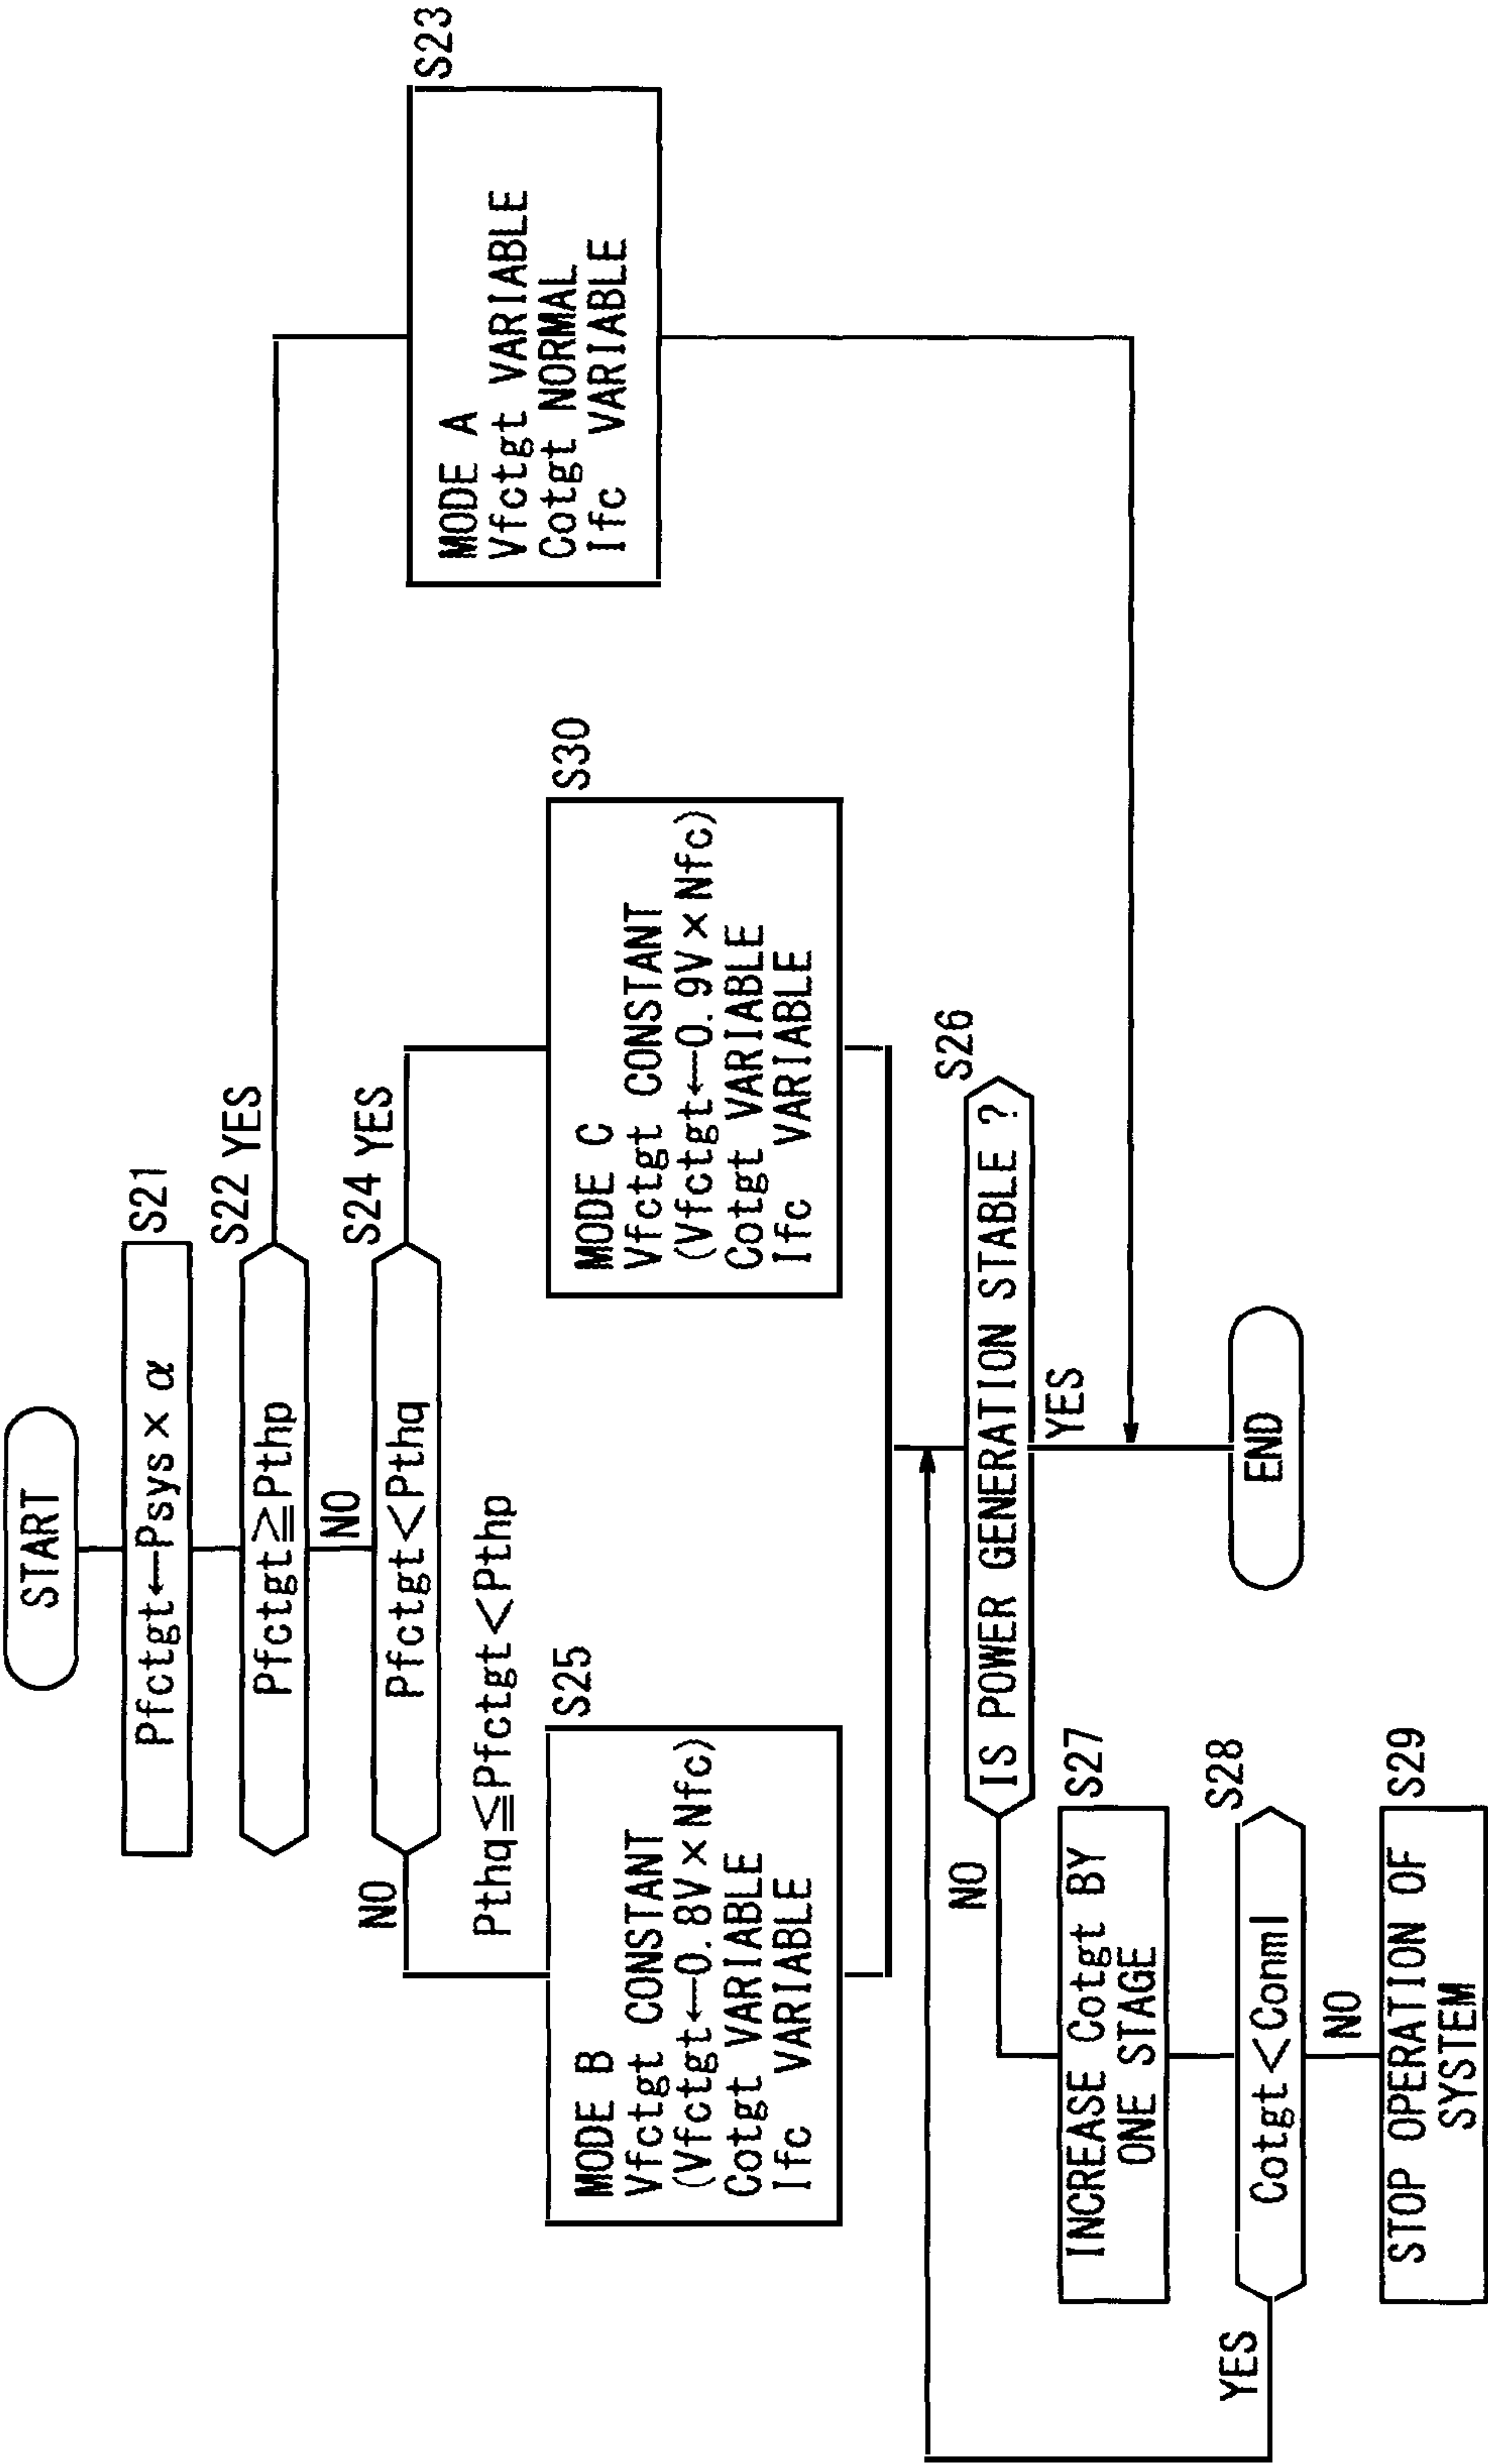 START
S21
Pfctgt←Psys×α
S22 YES
Pfctgt≧Pthp
NO
S24 YES
Pfctgt<Pthq
NO
Pthq≦Pfctgt<Pthp
S23
MODE A
Vfctgt VARIABLE
Cotgt NORMAL
Ifc VARIABLE
S25
MODE B
Vfctgt CONSTANT
(Vfctgt←0.8V×Nfc)
Cotgt VARIABLE
Ifc VARIABLE
S30
MODE C
Vfctgt CONSTANT
(Vfctgt←0.9V×Nfc)
Cotgt VARIABLE
Ifc VARIABLE
S26
IS POWER GENERATION STABLE ?
NO
YES
S27
INCREASE Cotgt BY
ONE STAGE
S28
Cotgt<Conml
YES
NO
S29
STOP OPERATION OF
SYSTEM
END